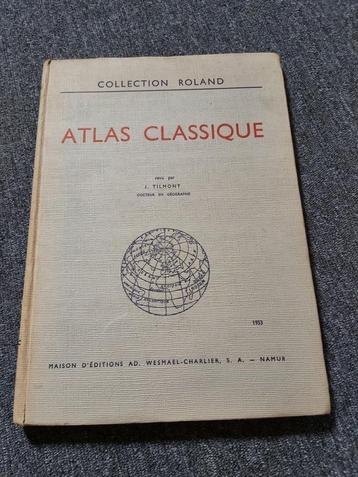 COLLECTION ROLAND
ATLAS CLASSIQUE
revu par
J. TILMONT
DOCTEUR EN GÉOGRAPHIE
1953
MAISON D'ÉDITIONS AD. WESMAEL-CHARLIER, S. A. — NAMUR